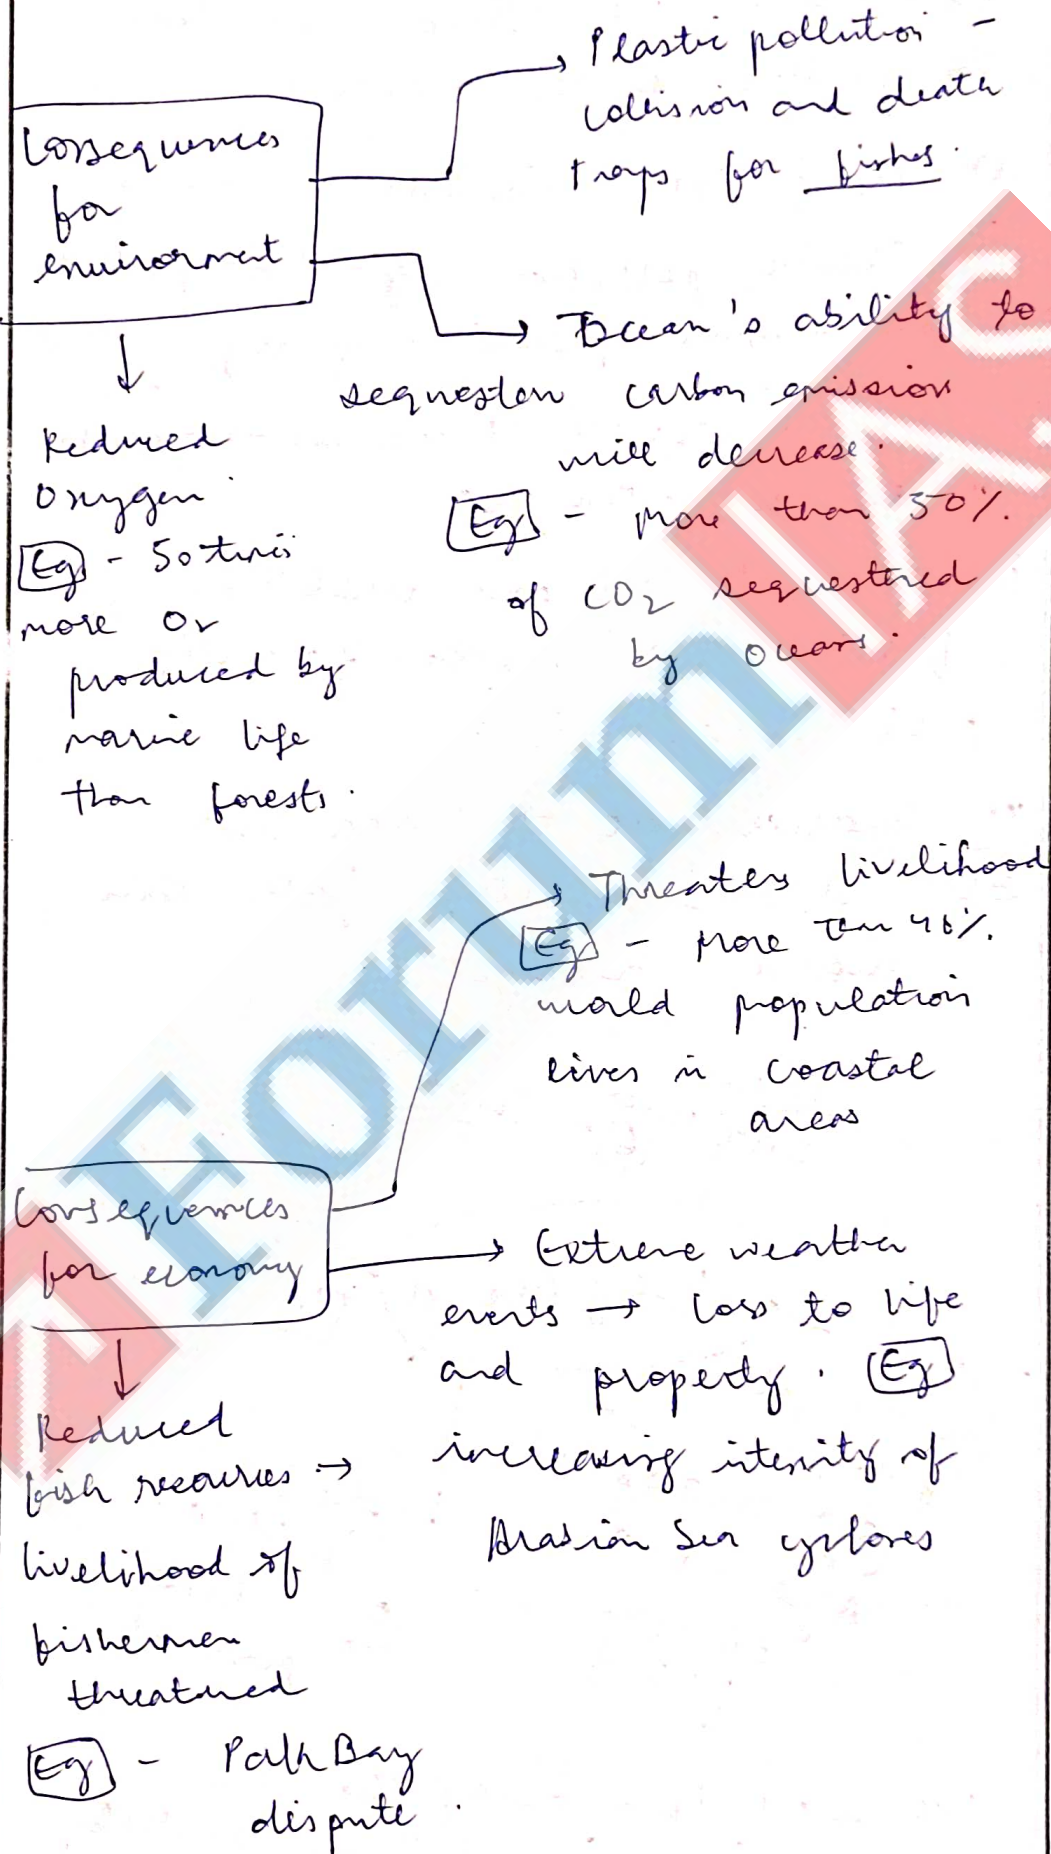 Consequences
for
environment
Plastic pollution -
collision and death
traps for fishes.
Ocean's ability to
sequester carbon emission
will decrease.
Eg - More than 50%
of CO2 sequestered
by oceans.
Reduced
Oxygen.
Eg - 50 times
more O2
produced by
marine life
than forests.
Consequences
for economy
Threatens livelihood
Eg - More than 40%
world population
lives in coastal
areas
Extreme weather
events → loss to life
and property. Eg
increasing intensity of
Arabian Sea cyclones
Reduced
fish resources →
livelihood of
fishermen
threatened
Eg - Palk Bay
dispute.
Forum IAS